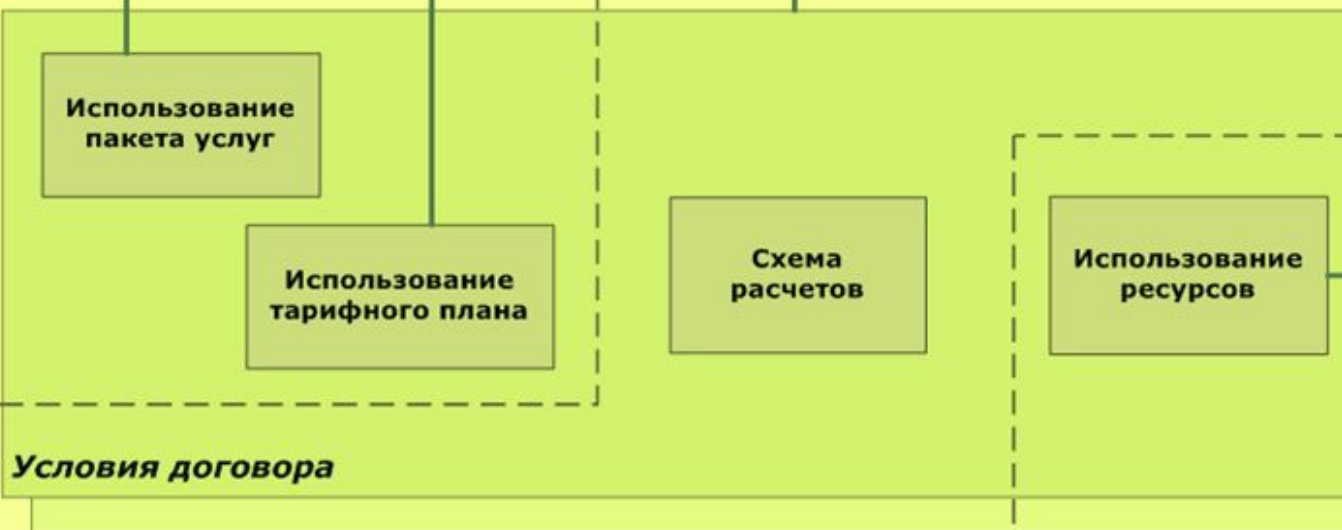 Использование
пакета услуг
Использование
тарифного плана
Схема
расчетов
Использование
ресурсов
Условия договора